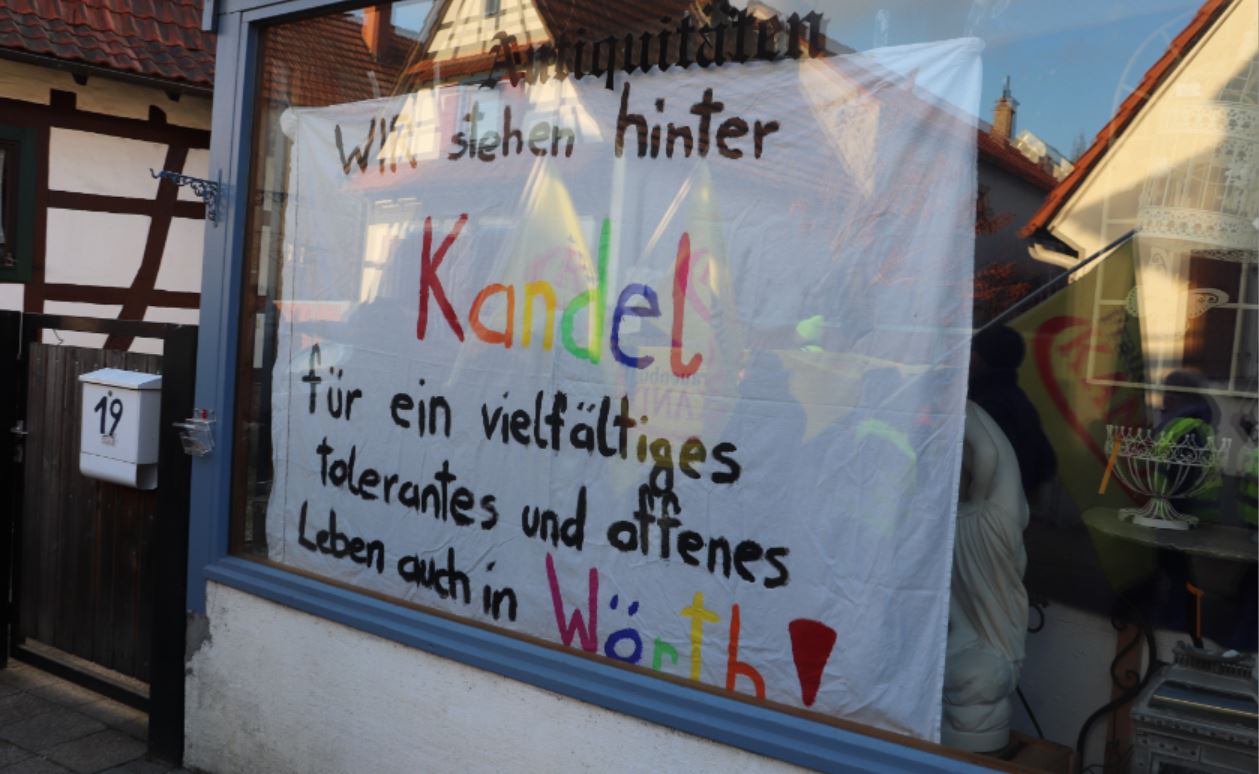 Antiquitäten
Wir stehen hinter
Kandel
für ein vielfältiges
tolerantes und offenes
Leben auch in Wörth!
19